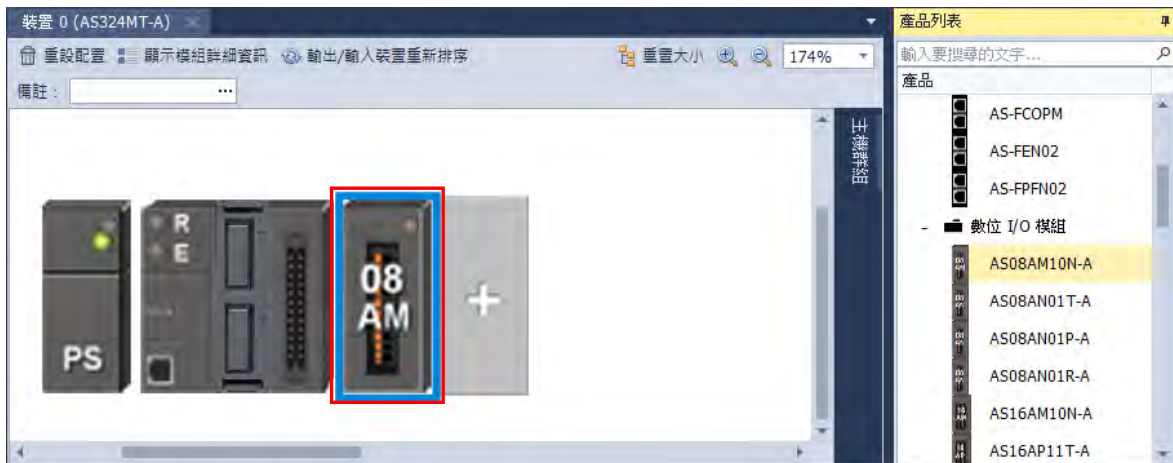 裝置 0 (AS324MT-A)
重設配置 顯示模組詳細資訊 輸出/輸入裝置重新排序 重置大小 174%
備註 : ...
主機群組
R
E
PS
08
AM
+
產品列表
輸入要搜尋的文字...
產品
AS-FCOPM
AS-FEN02
AS-FPFN02
- 數位 I/O 模組
AS08AM10N-A
AS08AN01T-A
AS08AN01P-A
AS08AN01R-A
AS16AM10N-A
AS16AP11T-A